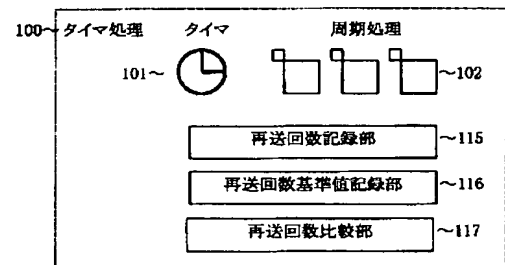 100~タイマ処理 タイマ 周期処理
101~ ~102
再送回数記録部 ~115
再送回数基準値記録部 ~116
再送回数比較部 ~117